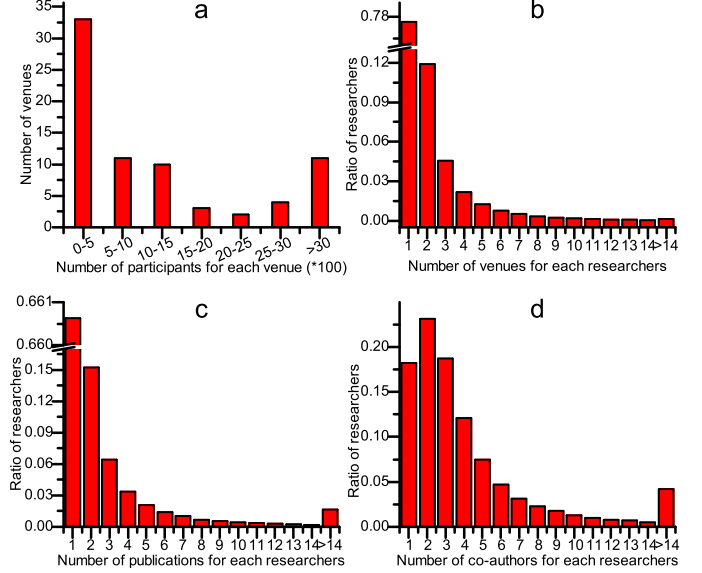 a
35
30
25
20
15
10
5
0
Number of venues
0-5 5-10 10-15 15-20 20-25 25-30 >30
Number of participants for each venue (*100)
b
0.78
0.12
0.09
0.06
0.03
0.00
Ratio of researchers
1 2 3 4 5 6 7 8 9 10 11 12 13 14 >14
Number of venues for each researchers
c
0.661
0.660
0.15
0.12
0.09
0.06
0.03
0.00
Ratio of researchers
1 2 3 4 5 6 7 8 9 10 11 12 13 14 >14
Number of publications for each researchers
d
0.20
0.15
0.10
0.05
0.00
Ratio of researchers
1 2 3 4 5 6 7 8 9 10 11 12 13 14 >14
Number of co-authors for each researchers